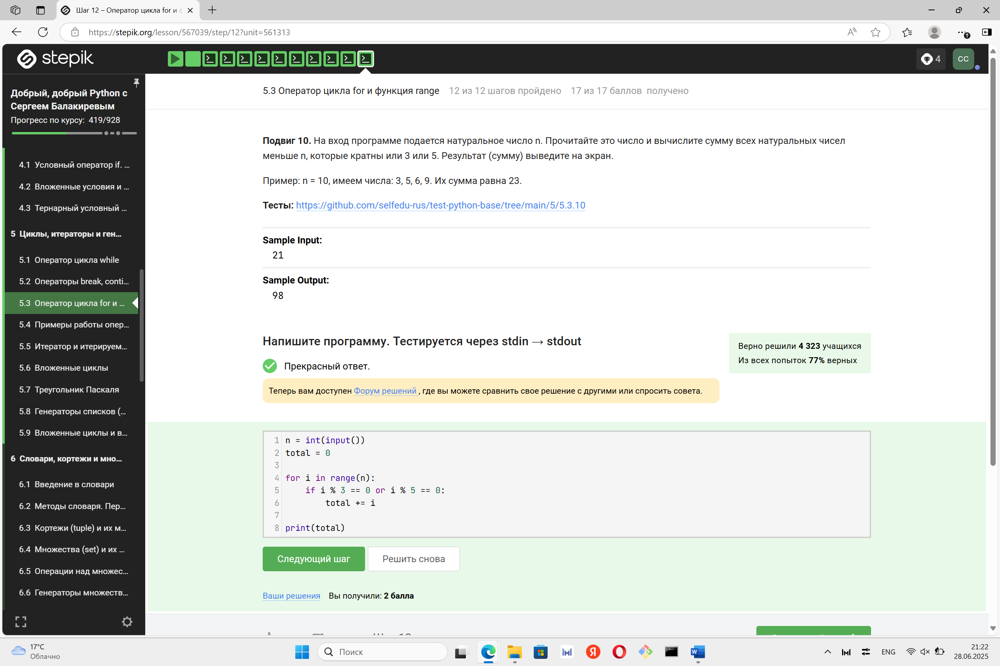 Шаг 12 – Оператор цикла for и ф
https://stepik.org/lesson/567039/step/12?unit=561313
stepik
4
CC
Добрый, добрый Python с
Сергеем Балакиревым
Прогресс по курсу: 419/928
4.1 Условный оператор if. ...
4.2 Вложенные условия и ...
4.3 Тернарный условный ...
5 Циклы, итераторы и ген...
5.1 Оператор цикла while
5.2 Операторы break, conti...
5.3 Оператор цикла for и ...
5.4 Примеры работы опер...
5.5 Итератор и итерируем...
5.6 Вложенные циклы
5.7 Треугольник Паскаля
5.8 Генераторы списков (...
5.9 Вложенные циклы и в...
6 Словари, кортежи и мно...
6.1 Введение в словари
6.2 Методы словаря. Пер...
6.3 Кортежи (tuple) и их м...
6.4 Множества (set) и их ...
6.5 Операции над множес...
6.6 Генераторы множеств...
5.3 Оператор цикла for и функция range 12 из 12 шагов пройдено 17 из 17 баллов получено
Подвиг 10. На вход программе подается натуральное число n. Прочитайте это число и вычислите сумму всех натуральных чисел
меньше n, которые кратны или 3 или 5. Результат (сумму) выведите на экран.
Пример: n = 10, имеем числа: 3, 5, 6, 9. Их сумма равна 23.
Тесты: https://github.com/selfedu-rus/test-python-base/tree/main/5/5.3.10
Sample Input:
21
Sample Output:
98
Напишите программу. Тестируется через stdin → stdout
Верно решили 4 323 учащихся
Из всех попыток 77% верных
Прекрасный ответ.
Теперь вам доступен Форум решений , где вы можете сравнить свое решение с другими или спросить совета.
1 n = int(input())
2 total = 0
3
4 for i in range(n):
5     if i % 3 == 0 or i % 5 == 0:
6         total += i
7
8 print(total)
Следующий шаг
Решить снова
Ваши решения Вы получили: 2 балла
17°C
Облачно
Поиск
ENG
21:22
28.06.2025